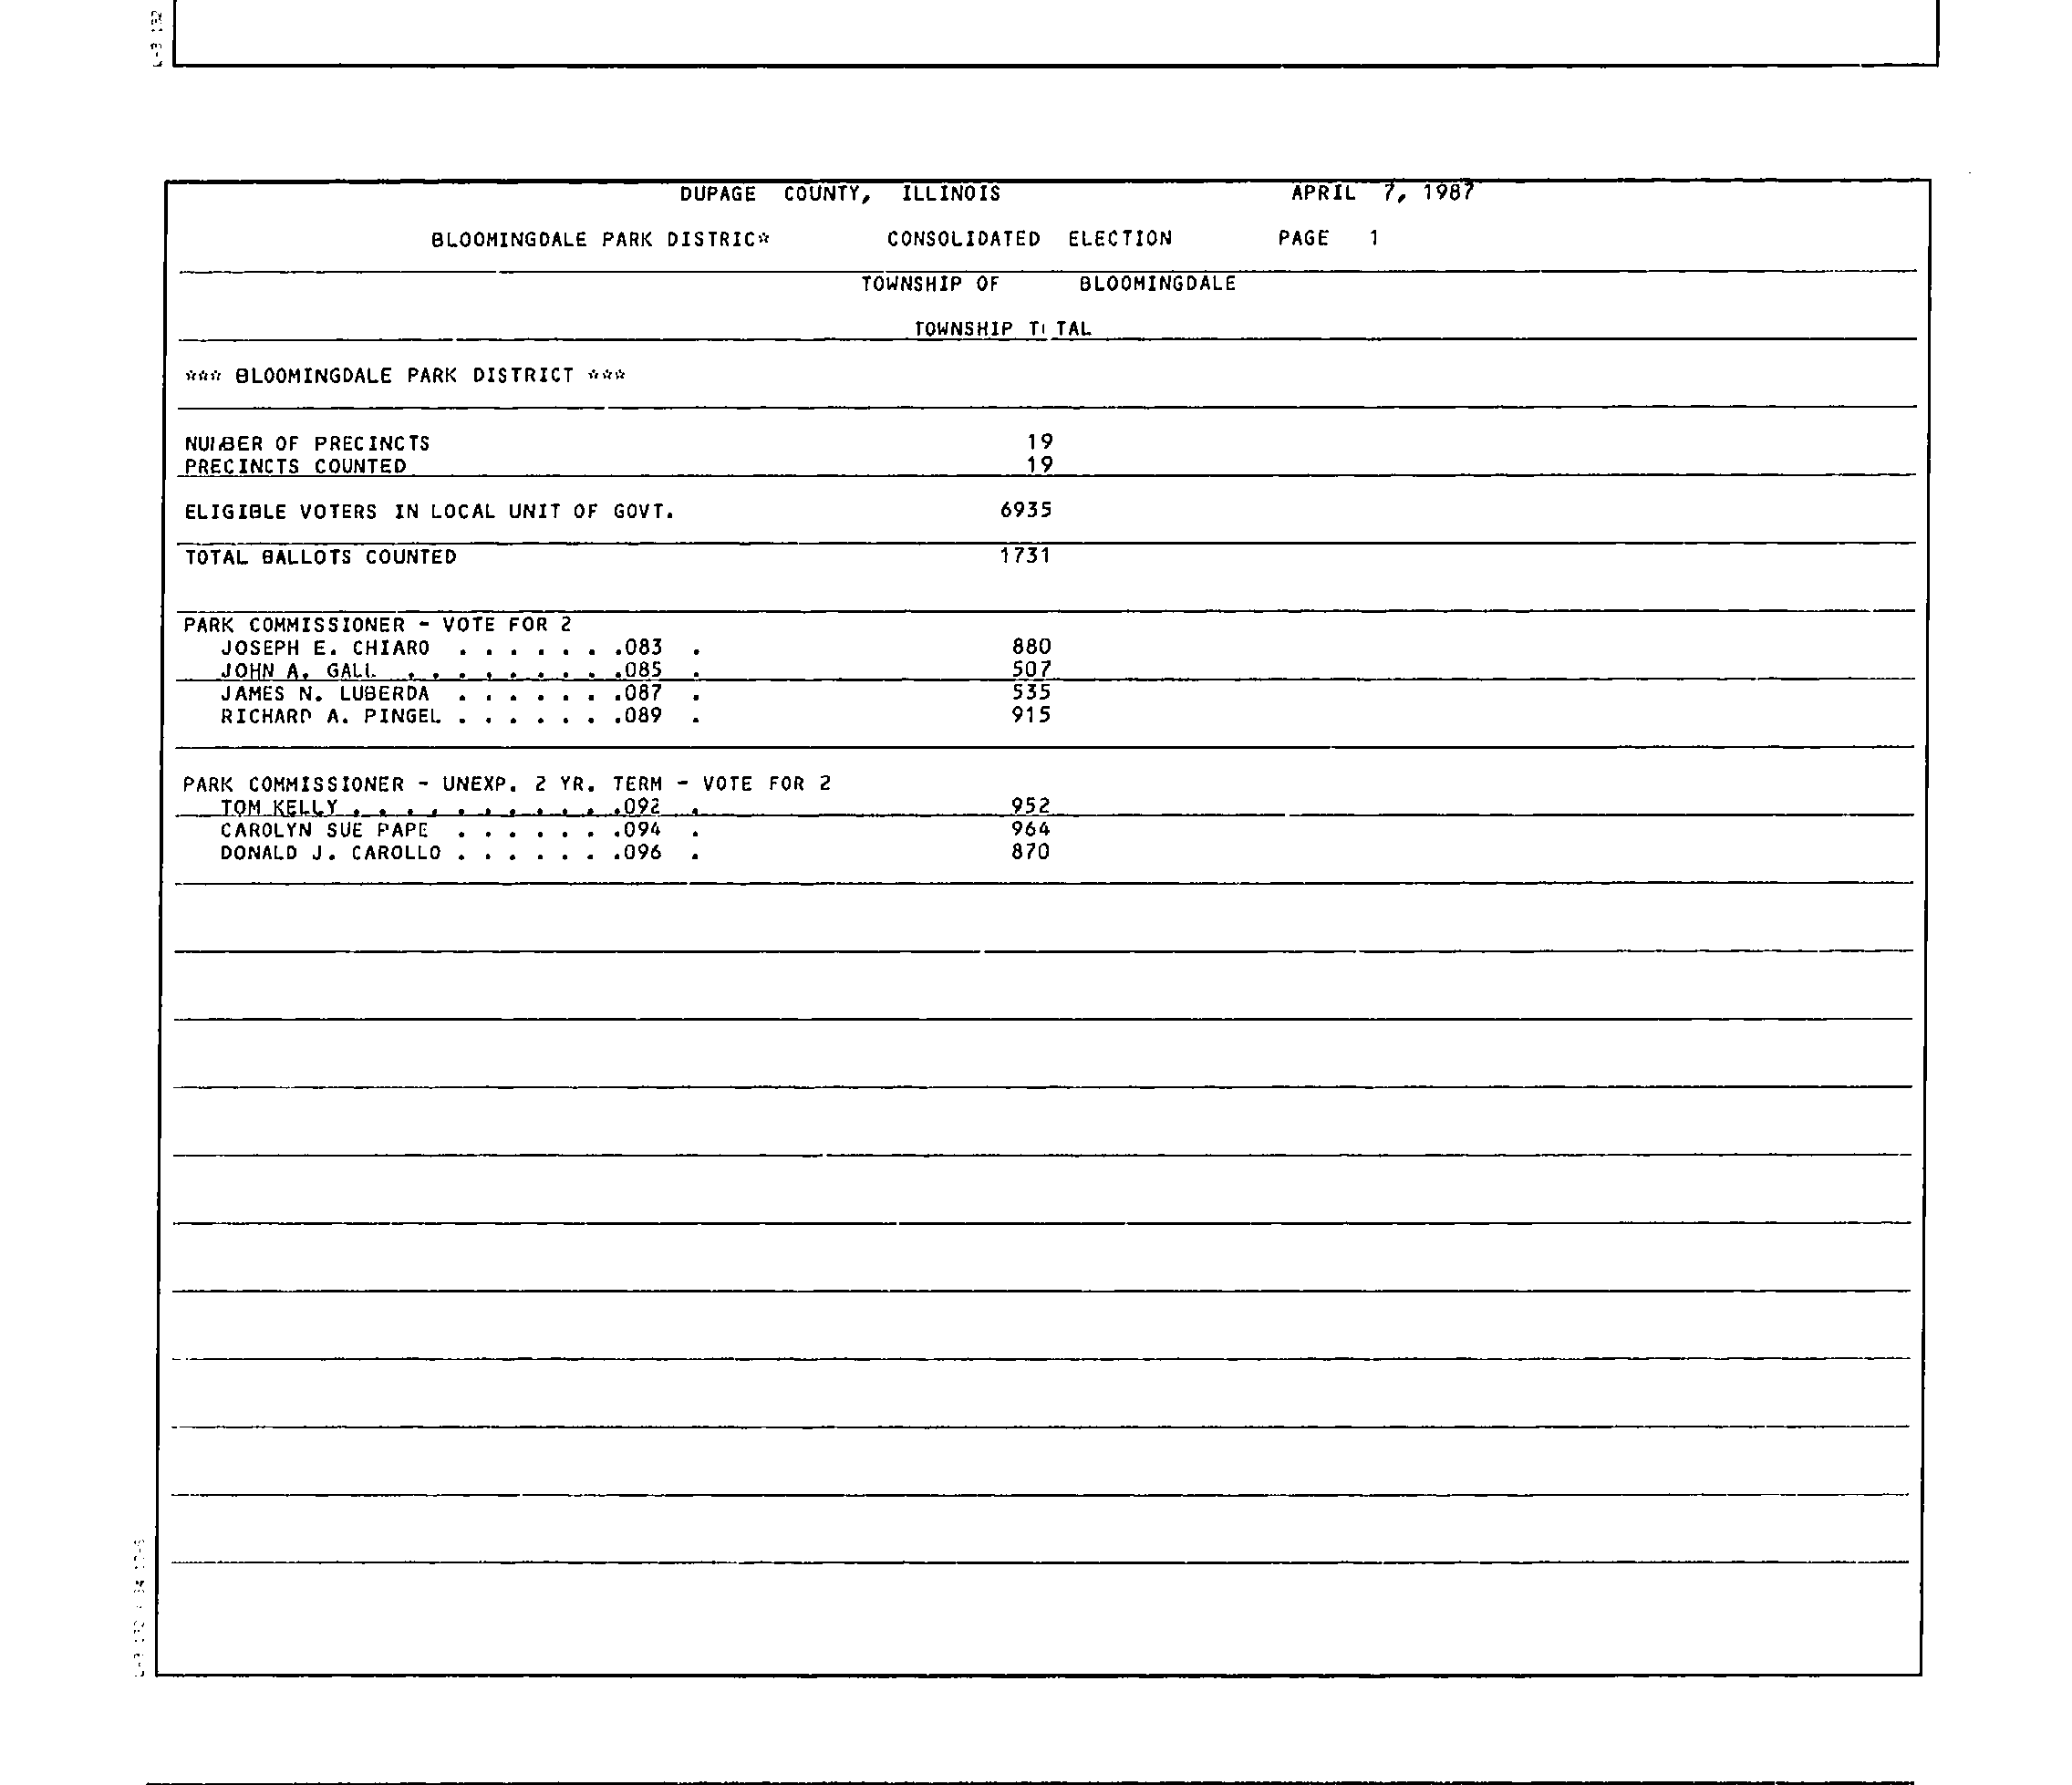 DUPAGE COUNTY, ILLINOIS APRIL 7, 1987
BLOOMINGDALE PARK DISTRIC* CONSOLIDATED ELECTION PAGE 1
TOWNSHIP OF BLOOMINGDALE
TOWNSHIP TOTAL
*** BLOOMINGDALE PARK DISTRICT ***
NUMBER OF PRECINCTS 19
PRECINCTS COUNTED 19
ELIGIBLE VOTERS IN LOCAL UNIT OF GOVT. 6935
TOTAL BALLOTS COUNTED 1731
PARK COMMISSIONER - VOTE FOR 2
JOSEPH E. CHIARO . . . . . . .083 . 880
JOHN A. GALL . . . . . . . . .085 . 507
JAMES N. LUBERDA . . . . . . .087 . 535
RICHARD A. PINGEL . . . . . . .089 . 915
PARK COMMISSIONER - UNEXP. 2 YR. TERM - VOTE FOR 2
TOM KELLY . . . . . . . . . . .092 . 952
CAROLYN SUE PAPE . . . . . . .094 . 964
DONALD J. CAROLLO . . . . . . .096 . 870